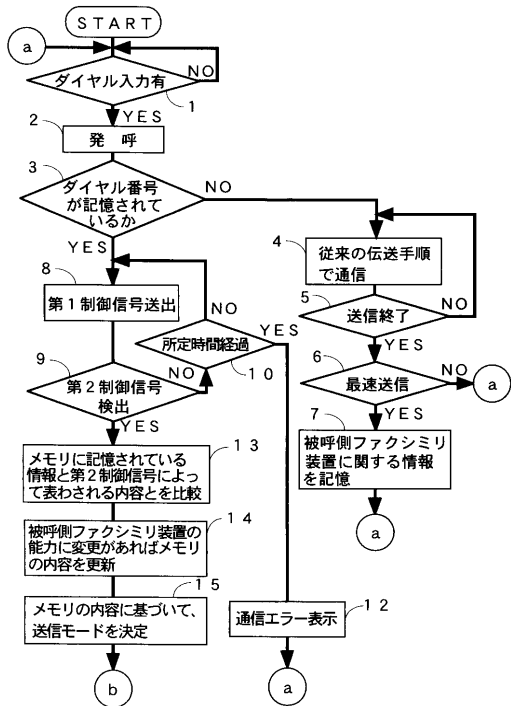 START
a
ダイヤル入力有
NO
1
YES
2
発 呼
3
ダイヤル番号
が記憶されて
いるか
NO
YES
4
従来の伝送手順
で通信
8
第1制御信号送出
NO
5
送信終了
NO
YES
所定時間経過
YES
10
9
第2制御信号
検出
NO
YES
6
最速送信
NO
a
YES
7
被呼側ファクシミリ
装置に関する情報
を記憶
a
13
メモリに記憶されている
情報と第2制御信号によっ
て表わされる内容とを比較
14
被呼側ファクシミリ装置の
能力に変更があればメモリ
の内容を更新
15
メモリの内容に基づいて、
送信モードを決定
12
通信エラー表示
b
a